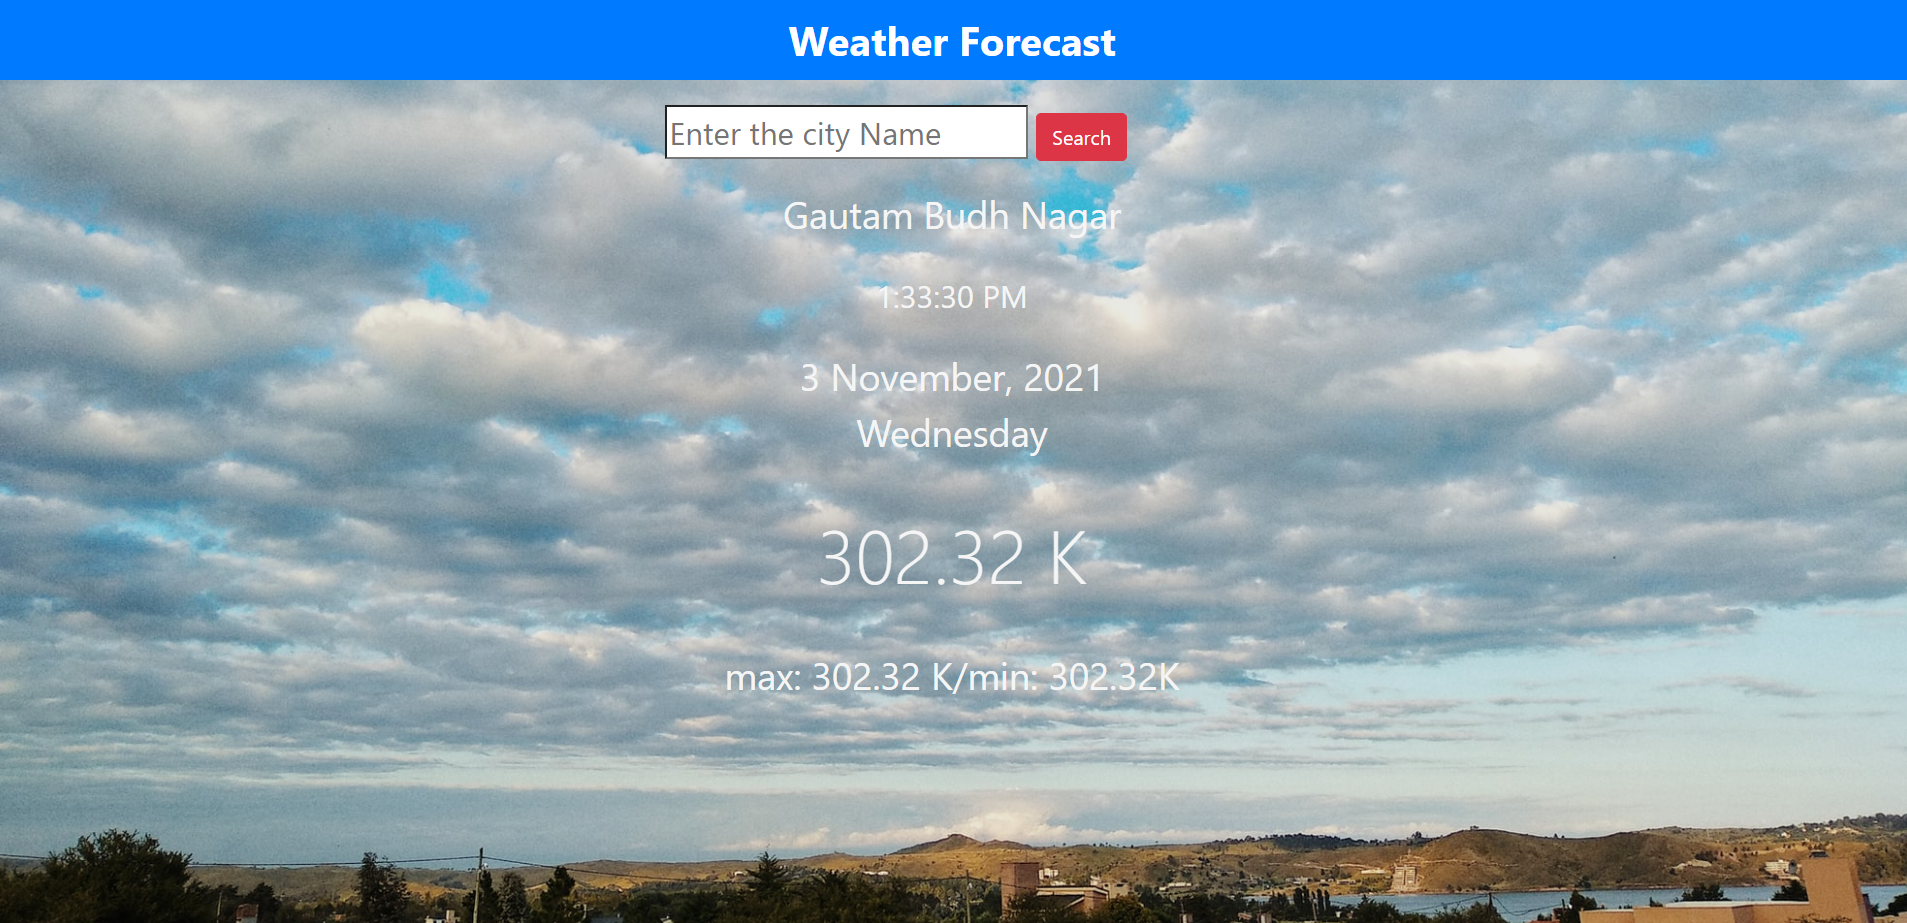 Weather Forecast
Enter the city Name
Search
Gautam Budh Nagar
1:33:30 PM
3 November, 2021
Wednesday
302.32 K
max: 302.32 K/min: 302.32K